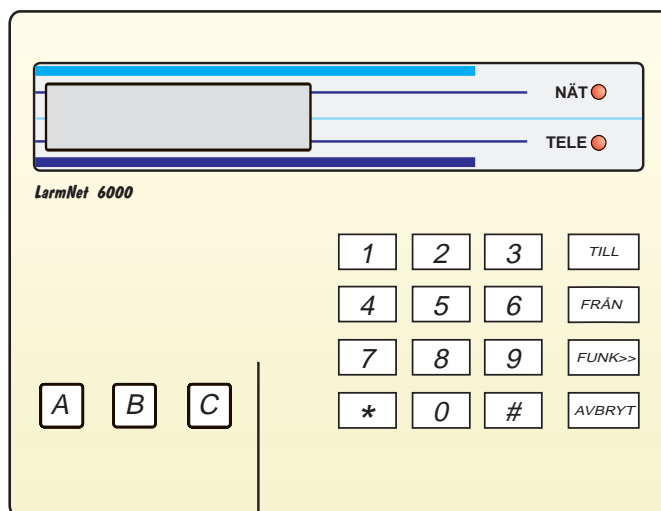 NÄT
TELE
LarmNet 6000
1 2 3 TILL
4 5 6 FRÅN
7 8 9 FUNK>>
A B C * 0 # AVBRYT